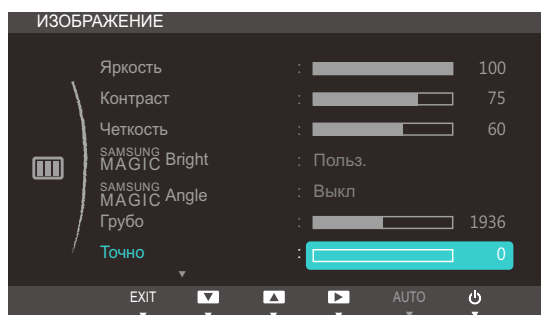 ИЗОБРАЖЕНИЕ
Яркость : 100
Контраст : 75
Четкость : 60
SAMSUNG MAGIC Bright : Польз.
SAMSUNG MAGIC Angle : Выкл
Грубо : 1936
Точно : 0
EXIT AUTO